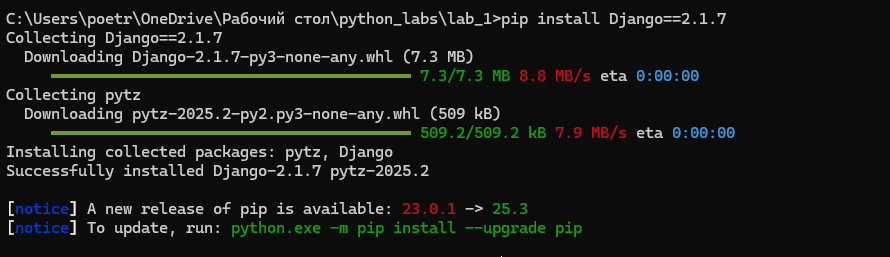 C:\Users\poetr\OneDrive\Рабочий стол\python_labs\lab_1>pip install Django==2.1.7
Collecting Django==2.1.7
  Downloading Django-2.1.7-py3-none-any.whl (7.3 MB)
     7.3/7.3 MB 8.8 MB/s eta 0:00:00
Collecting pytz
  Downloading pytz-2025.2-py2.py3-none-any.whl (509 kB)
     509.2/509.2 kB 7.9 MB/s eta 0:00:00
Installing collected packages: pytz, Django
Successfully installed Django-2.1.7 pytz-2025.2
[notice] A new release of pip is available: 23.0.1 -> 25.3
[notice] To update, run: python.exe -m pip install --upgrade pip